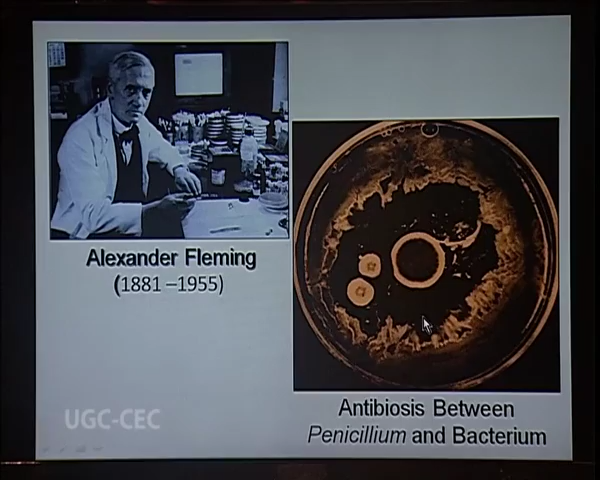 Alexander Fleming
(1881 –1955)
Antibiosis Between
Penicillium and Bacterium
UGC-CEC